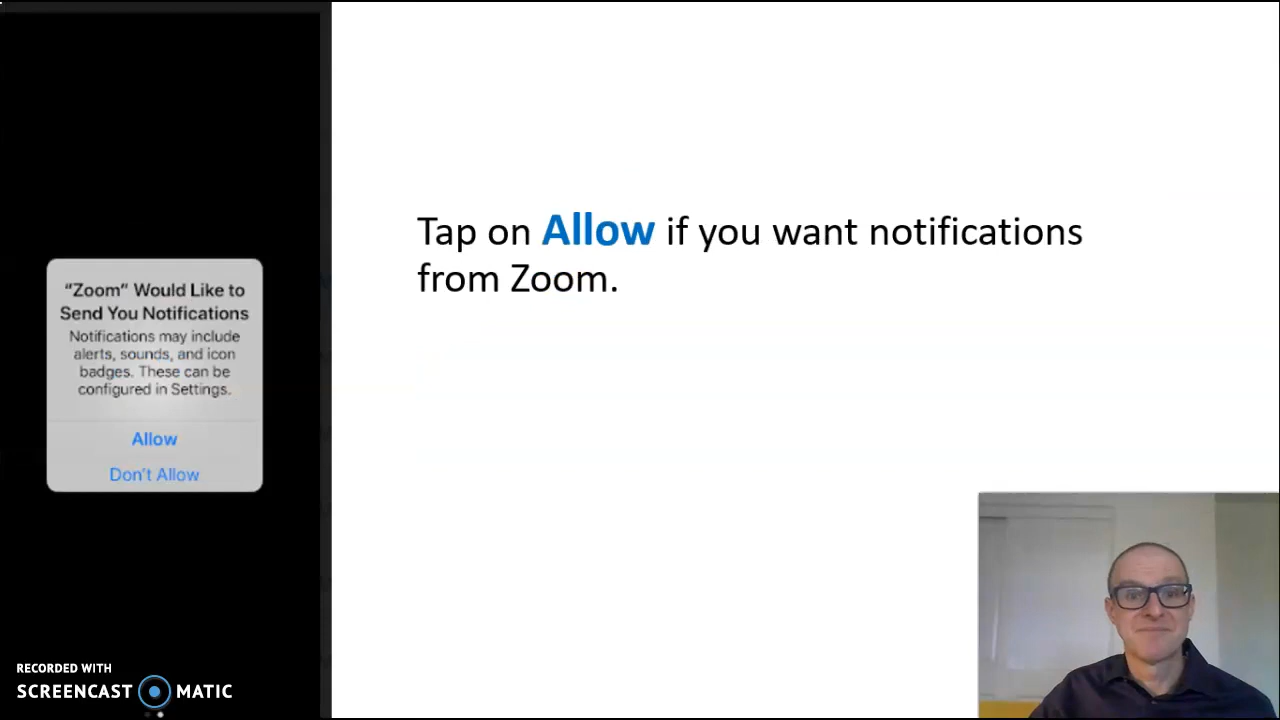 “Zoom” Would Like to
Send You Notifications
Notifications may include
alerts, sounds, and icon
badges. These can be
configured in Settings.
Allow
Don’t Allow
Tap on Allow if you want notifications
from Zoom.
RECORDED WITH
SCREENCAST MATIC